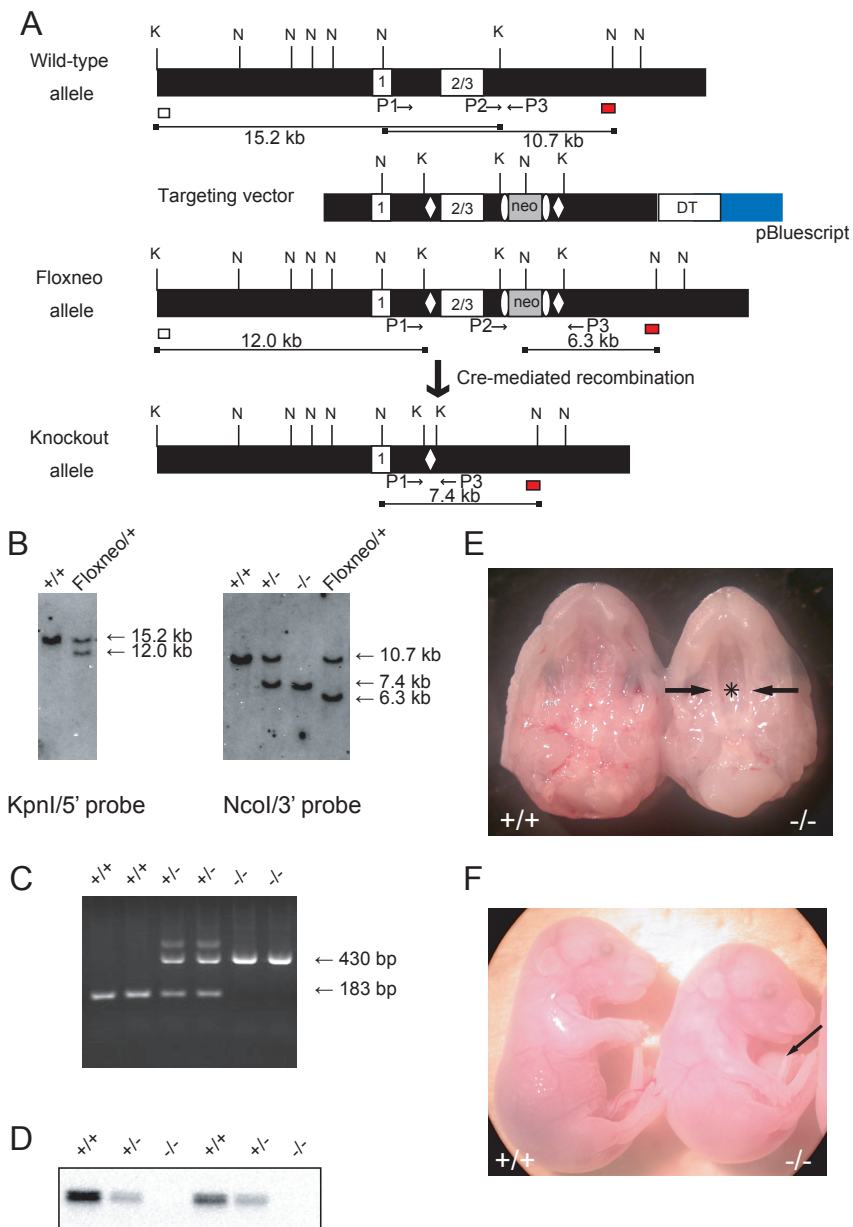 A
K N N N N N K N N
Wild-type
allele
1 2/3
P1→ P2→ ←P3
15.2 kb
10.7 kb
N K K N K
Targeting vector
1 2/3 neo DT
pBluescript
K N N N N N K K N K N N
Floxneo
allele
1 2/3 neo
P1→ P2→ ←P3
12.0 kb 6.3 kb
Cre-mediated recombination
K N N N N N K K N N
Knockout
allele
1
P1→ ←P3
7.4 kb
B
+/+ Floxneo/+
← 15.2 kb
← 12.0 kb
KpnI/5' probe
+/+ +/- -/- Floxneo/+
← 10.7 kb
← 7.4 kb
← 6.3 kb
NcoI/3' probe
C
+/+ +/+ +/- +/- -/- -/-
← 430 bp
← 183 bp
D
+/+ +/- -/- +/+ +/- -/-
E
*
+/+ -/-
F
+/+ -/-